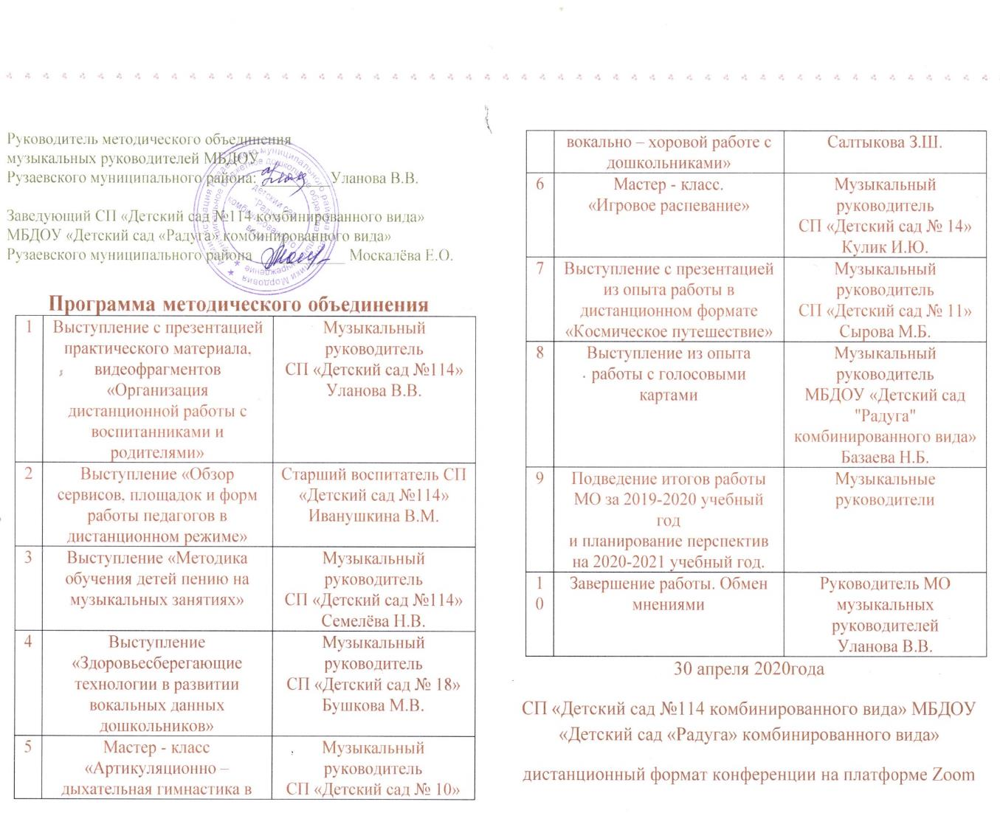 Руководитель методического объединения
музыкальных руководителей МБДОУ
Рузаевского муниципального района: Уланова В.В.
Заведующий СП «Детский сад №114 комбинированного вида»
МБДОУ «Детский сад «Радуга» комбинированного вида»
Рузаевского муниципального района Москалёва Е.О.
Программа методического объединения
1 Выступление с презентацией Музыкальный
практического материала, руководитель
видеофрагментов СП «Детский сад №114»
«Организация Уланова В.В.
дистанционной работы с
воспитанниками и
родителями»
2 Выступление «Обзор Старший воспитатель СП
сервисов, площадок и форм «Детский сад №114»
работы педагогов в Иванушкина В.М.
дистанционном режиме»
3 Выступление «Методика Музыкальный
обучения детей пению на руководитель
музыкальных занятиях» СП «Детский сад №114»
Семелёва Н.В.
4 Выступление Музыкальный
«Здоровьесберегающие руководитель
технологии в развитии СП «Детский сад № 18»
вокальных данных Бушкова М.В.
дошкольников»
5 Мастер - класс Музыкальный
«Артикуляционно – руководитель
дыхательная гимнастика в СП «Детский сад № 10»
вокально – хоровой работе с Салтыкова З.Ш.
дошкольниками»
6 Мастер - класс. Музыкальный
«Игровое распевание» руководитель
СП «Детский сад № 14»
Кулик И.Ю.
7 Выступление с презентацией Музыкальный
из опыта работы в руководитель
дистанционном формате СП «Детский сад № 11»
«Космическое путешествие» Сырова М.Б.
8 Выступление из опыта Музыкальный
работы с голосовыми руководитель
картами МБДОУ «Детский сад
"Радуга"
комбинированного вида»
Базаева Н.Б.
9 Подведение итогов работы Музыкальные
МО за 2019-2020 учебный руководители
год
и планирование перспектив
на 2020-2021 учебный год.
1 Завершение работы. Обмен Руководитель МО
0 мнениями музыкальных
руководителей
Уланова В.В.
30 апреля 2020года
СП «Детский сад №114 комбинированного вида» МБДОУ
«Детский сад «Радуга» комбинированного вида»
дистанционный формат конференции на платформе Zoom